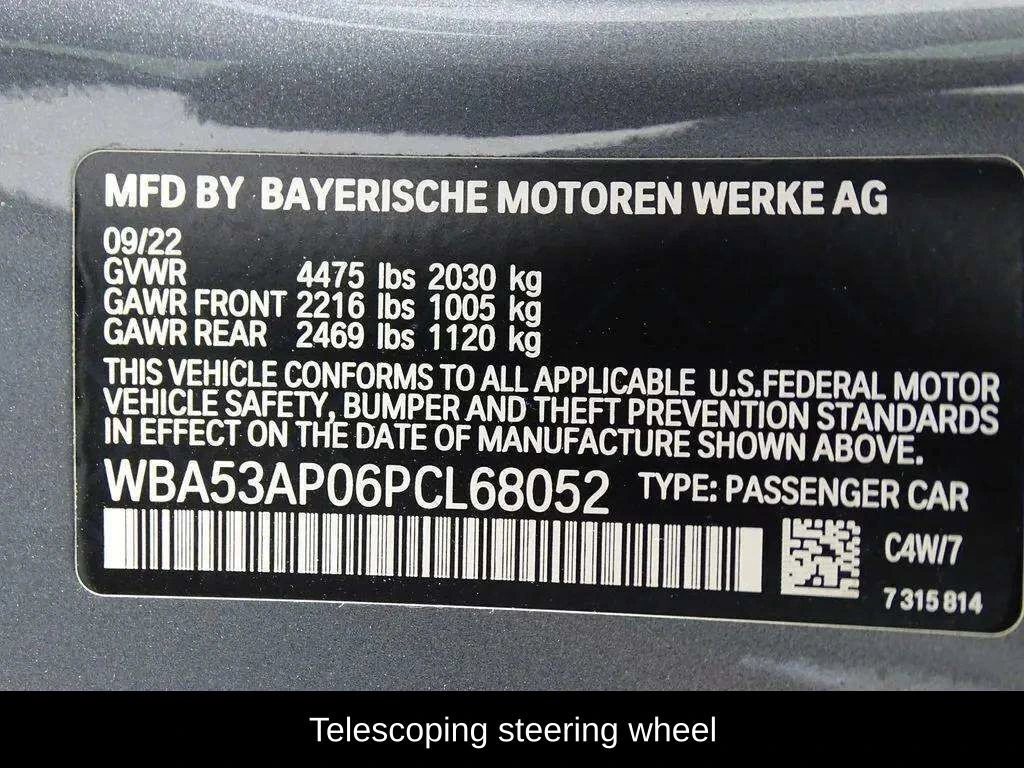 MFD BY BAYERISCHE MOTOREN WERKE AG
09/22
GVWR 4475 lbs 2030 kg
GAWR FRONT 2216 lbs 1005 kg
GAWR REAR 2469 lbs 1120 kg
THIS VEHICLE CONFORMS TO ALL APPLICABLE U.S.FEDERAL MOTOR
VEHICLE SAFETY, BUMPER AND THEFT PREVENTION STANDARDS
IN EFFECT ON THE DATE OF MANUFACTURE SHOWN ABOVE.
WBA53AP06PCL68052 TYPE: PASSENGER CAR
C4W/7
7 315 814
Telescoping steering wheel